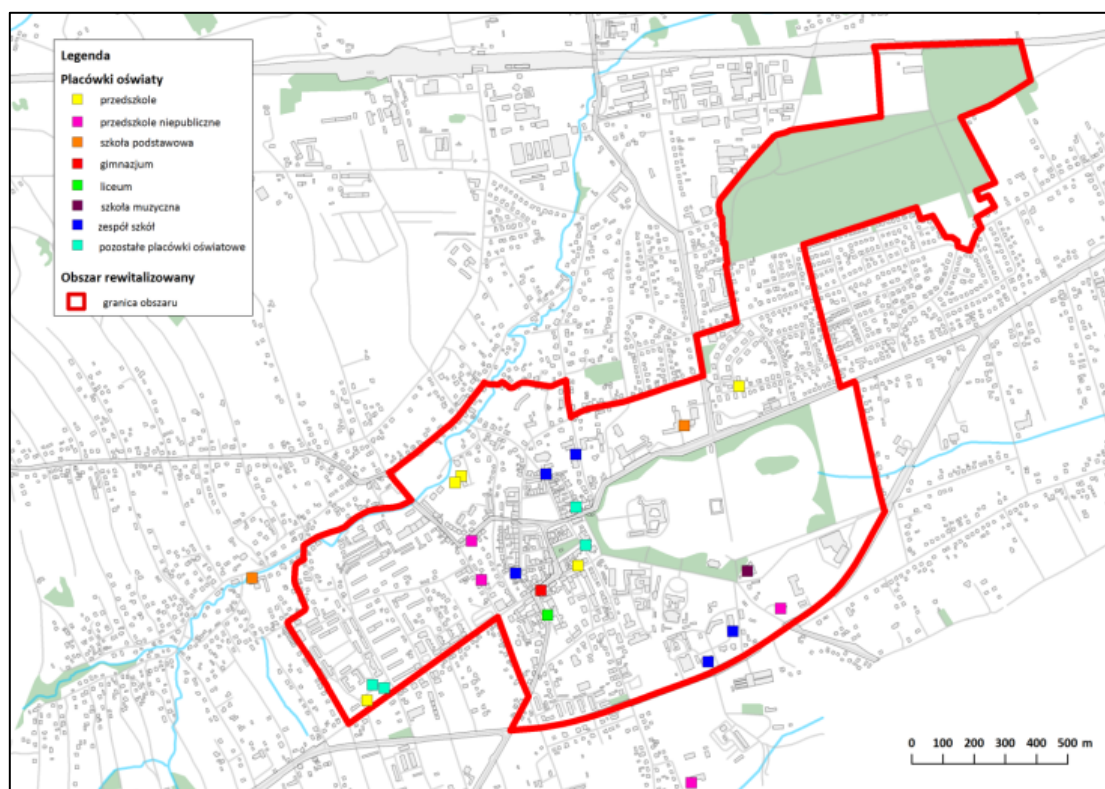 Legenda
Placówki oświaty
przedszkole
przedszkole niepubliczne
szkoła podstawowa
gimnazjum
liceum
szkoła muzyczna
zespół szkół
pozostałe placówki oświatowe
Obszar rewitalizowany
granica obszaru
0 100 200 300 400 500 m